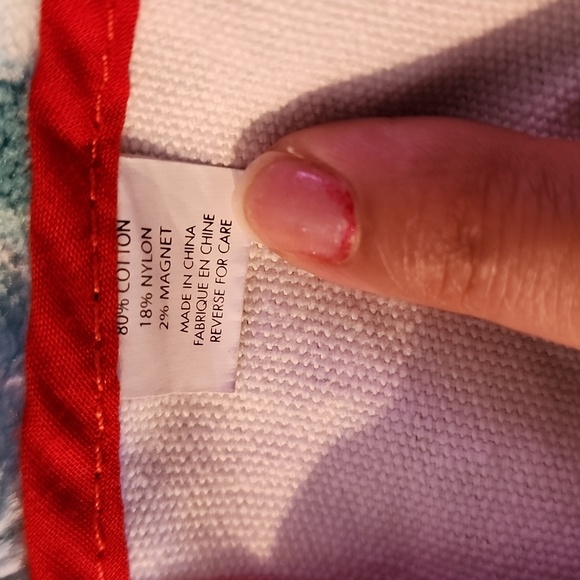 80% COTTON
18% NYLON
2% MAGNET
MADE IN CHINA
FABRIQUE EN CHINE
REVERSE FOR CARE